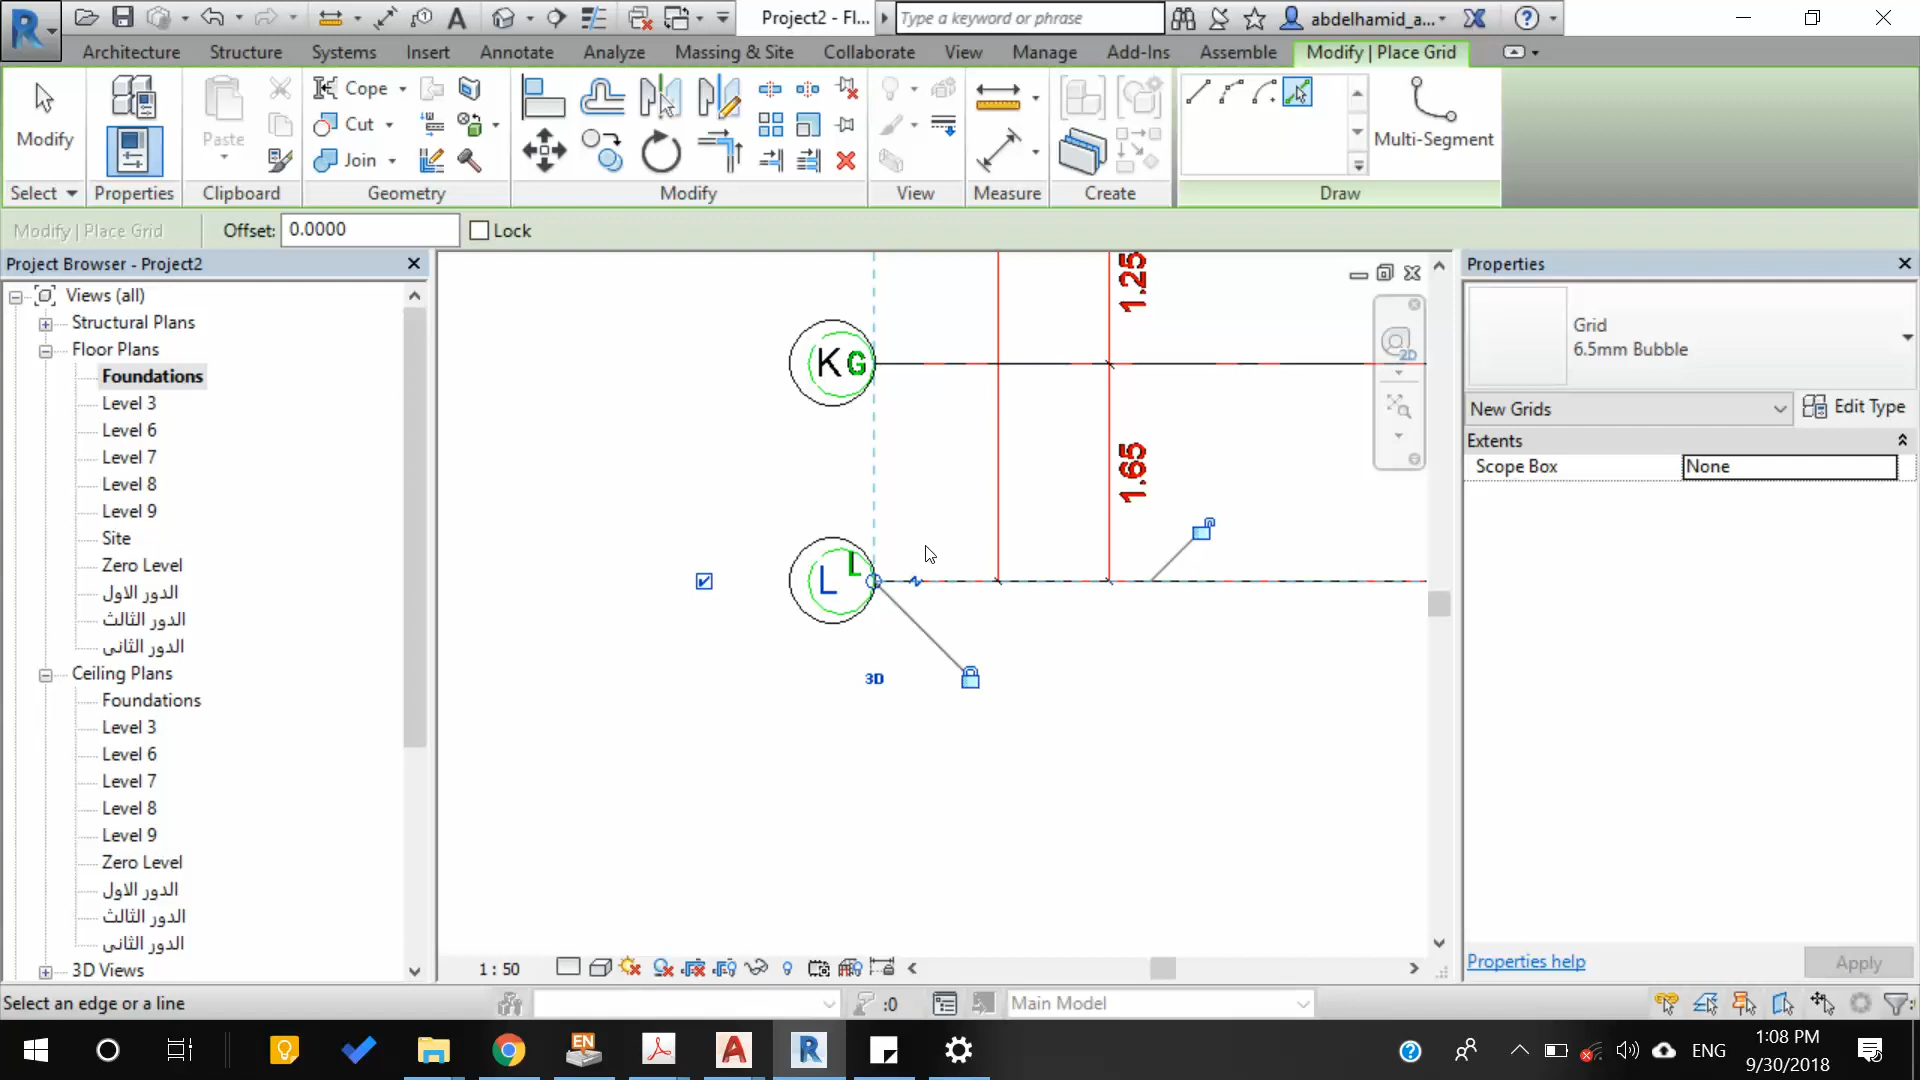 Project2 - Fl...
Type a keyword or phrase
abdelhamid_a...
Architecture
Structure
Systems
Insert
Annotate
Analyze
Massing & Site
Collaborate
View
Manage
Add-Ins
Assemble
Modify | Place Grid
Modify
Paste
Cope
Cut
Join
Multi-Segment
Select
Properties
Clipboard
Geometry
Modify
View
Measure
Create
Draw
Modify | Place Grid
Offset:
0.0000
Lock
Project Browser - Project2
Views (all)
Structural Plans
Floor Plans
Foundations
Level 3
Level 6
Level 7
Level 8
Level 9
Site
Zero Level
الدور الاول
الدور الثالث
الدور الثانى
Ceiling Plans
Foundations
Level 3
Level 6
Level 7
Level 8
Level 9
Zero Level
الدور الاول
الدور الثالث
الدور الثانى
3D Views
1.25
K G
1.65
L L
3D
2D
Properties
Grid
6.5mm Bubble
New Grids
Edit Type
Extents
Scope Box
None
Properties help
Apply
1 : 50
Select an edge or a line
:0
Main Model
EN
ENG
1:08 PM
9/30/2018